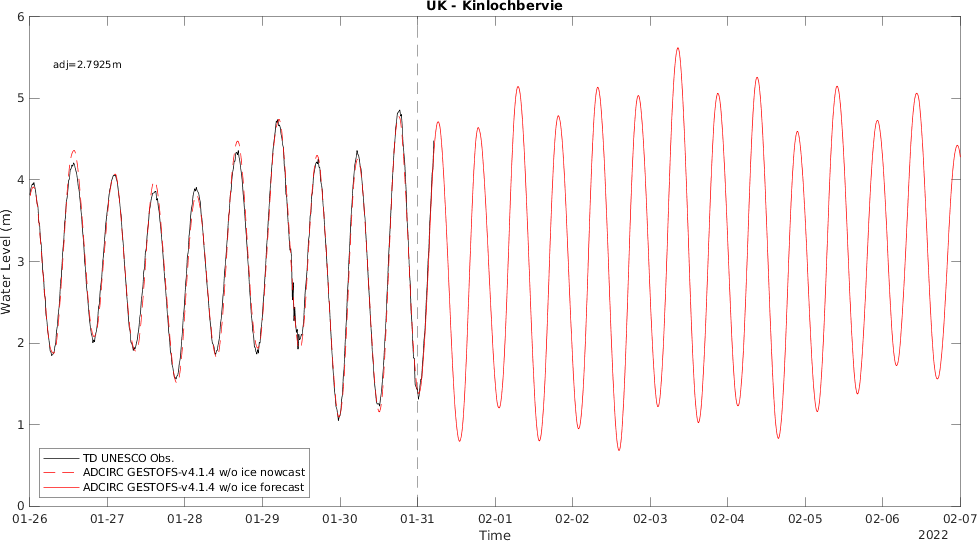 UK - Kinlochbervie
adj=2.7925m
6
5
4
3
2
1
0
Water Level (m)
TD UNESCO Obs.
ADCIRC GESTOFS-v4.1.4 w/o ice nowcast
ADCIRC GESTOFS-v4.1.4 w/o ice forecast
01-26 01-27 01-28 01-29 01-30 01-31 02-01 02-02 02-03 02-04 02-05 02-06 02-07
Time
2022